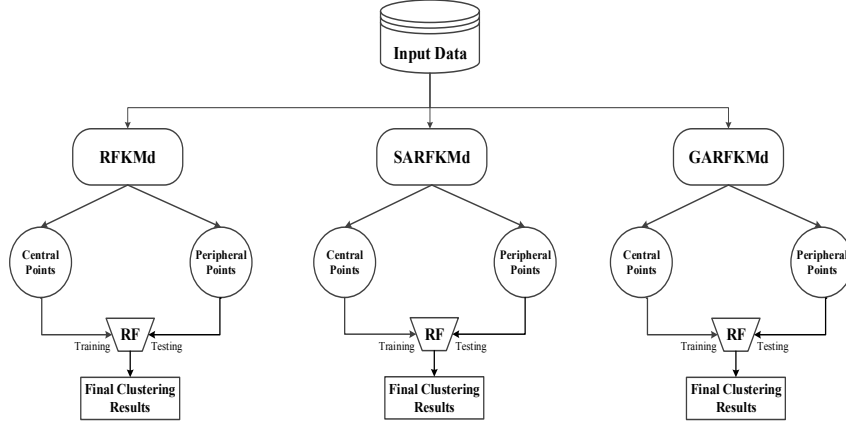 Input Data
RFKMd
SARFKMd
GARFKMd
Central
Points
Peripheral
Points
Central
Points
Peripheral
Points
Central
Points
Peripheral
Points
Training
RF
Testing
Training
RF
Testing
Training
RF
Testing
Final Clustering
Results
Final Clustering
Results
Final Clustering
Results